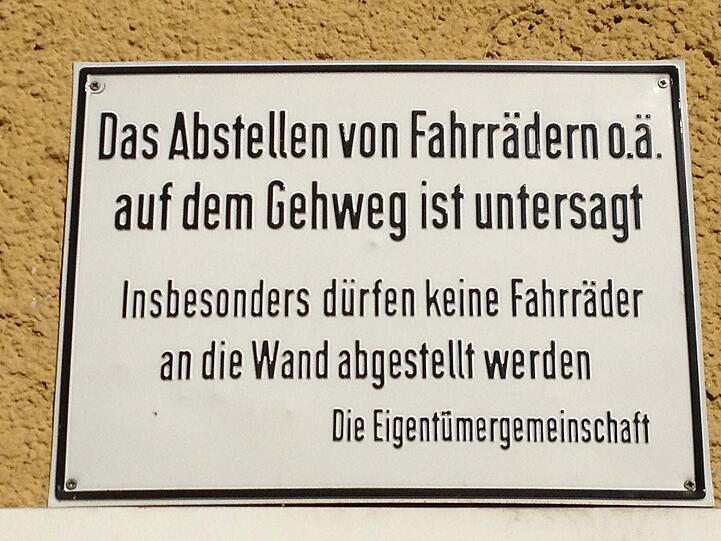 Das Abstellen von Fahrrädern o.ä.
auf dem Gehweg ist untersagt
Insbesonders dürfen keine Fahrräder
an die Wand abgestellt werden
Die Eigentümergemeinschaft